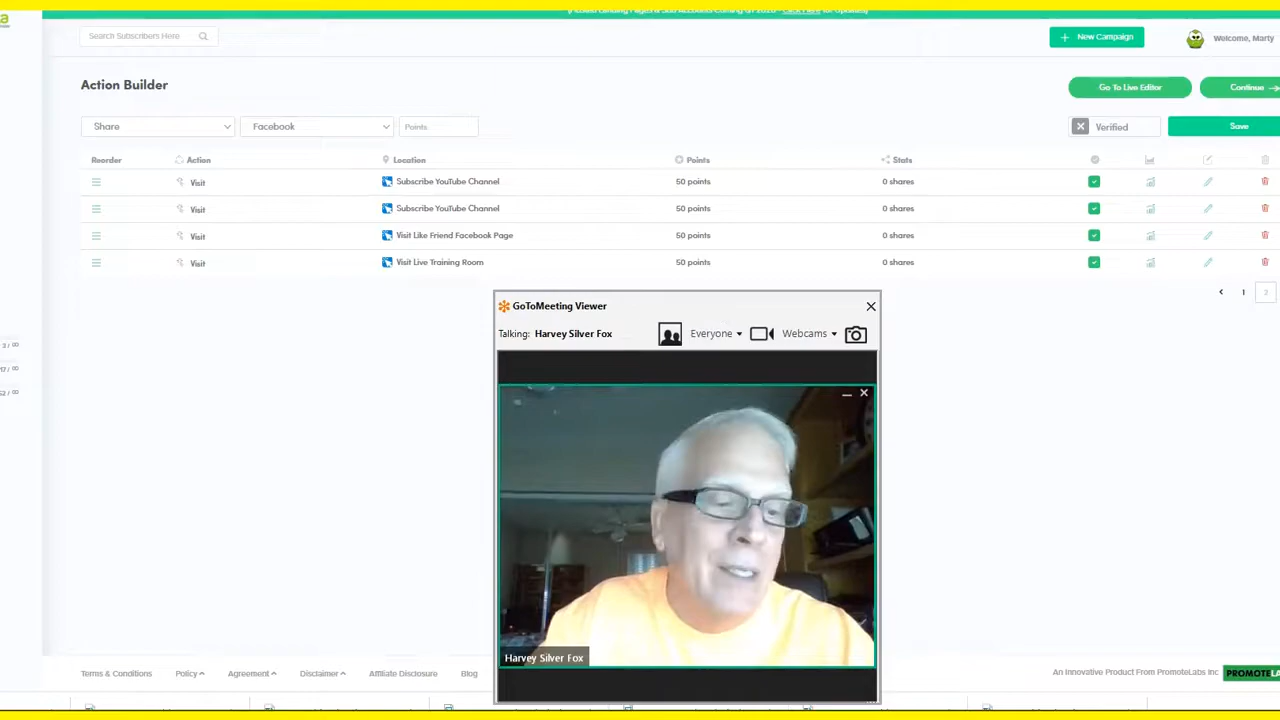 a
Search Subscribers Here
+ New Campaign
Welcome, Marty
Action Builder
Go To Live Editor
Continue
Share
Facebook
Points
Verified
Save
Reorder Action Location Points Stats
Visit Subscribe YouTube Channel 50 points 0 shares
Visit Subscribe YouTube Channel 50 points 0 shares
Visit Visit Like Friend Facebook Page 50 points 0 shares
Visit Visit Live Training Room 50 points 0 shares
1 2
GoToMeeting Viewer
Talking: Harvey Silver Fox
Everyone
Webcams
Harvey Silver Fox
Terms & Conditions Policy Agreement Disclaimer Affiliate Disclosure Blog
An Innovative Product From PromoteLabs Inc